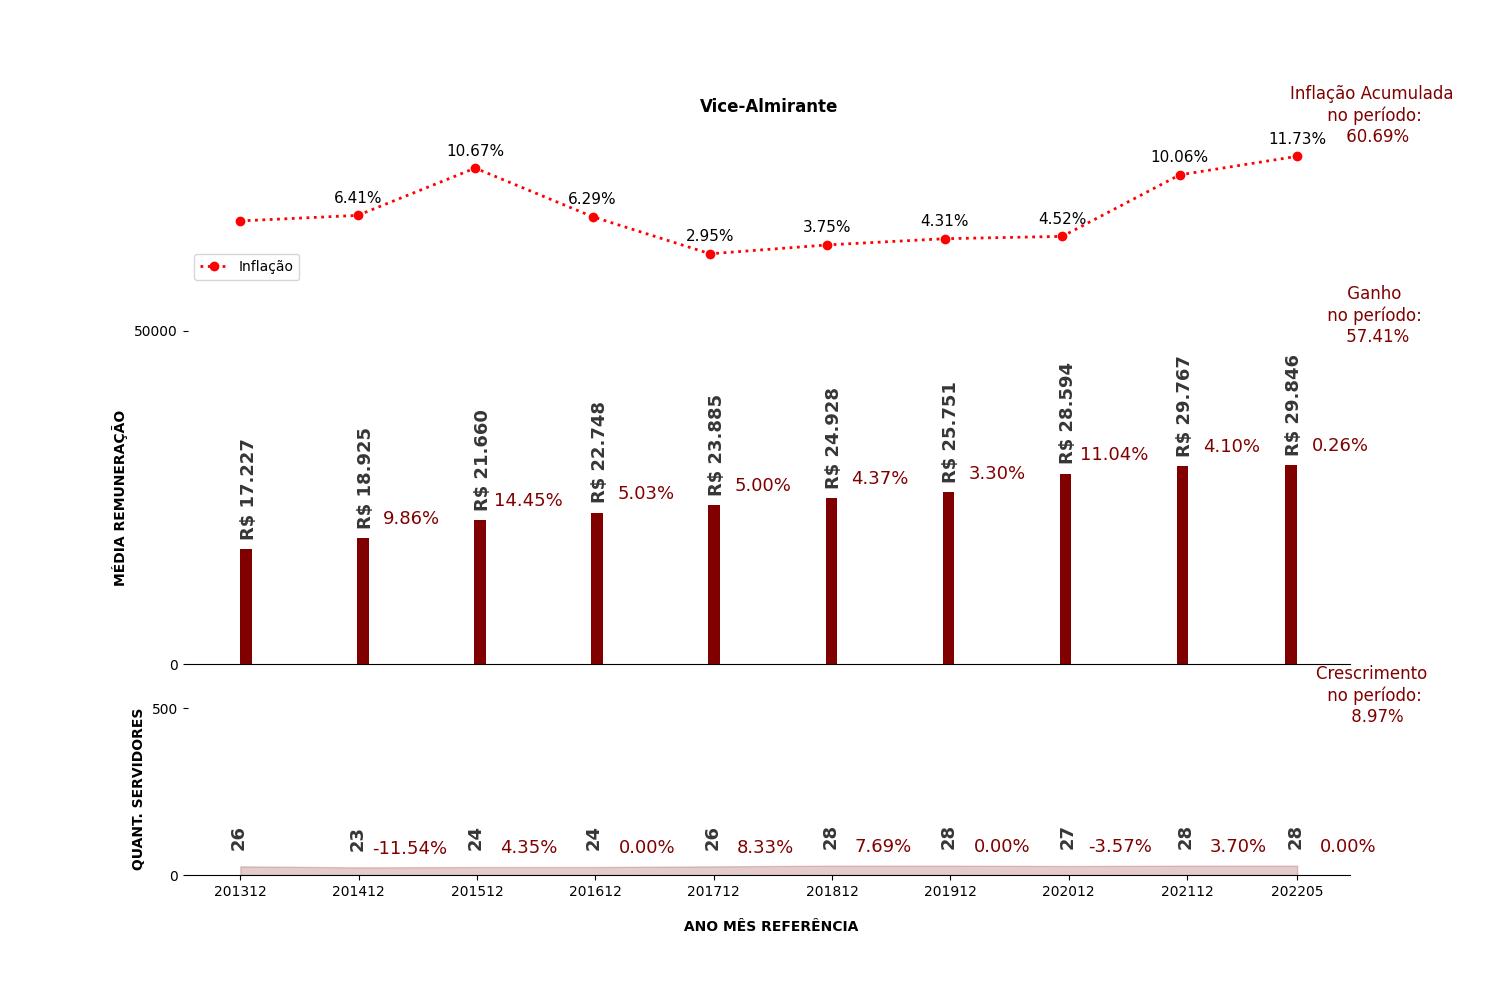 Vice-Almirante
Inflação Acumulada
no período:
60.69%
6.41%
10.67%
6.29%
2.95%
3.75%
4.31%
4.52%
10.06%
11.73%
Inflação
Ganho
no período:
57.41%
50000
0
MÉDIA REMUNERAÇÃO
R$ 17.227
R$ 18.925
9.86%
R$ 21.660
14.45%
R$ 22.748
5.03%
R$ 23.885
5.00%
R$ 24.928
4.37%
R$ 25.751
3.30%
R$ 28.594
11.04%
R$ 29.767
4.10%
R$ 29.846
0.26%
Crescrimento
no período:
8.97%
500
0
QUANT. SERVIDORES
26
23
-11.54%
24
4.35%
24
0.00%
26
8.33%
28
7.69%
28
0.00%
27
-3.57%
28
3.70%
28
0.00%
201312
201412
201512
201612
201712
201812
201912
202012
202112
202205
ANO MÊS REFERÊNCIA